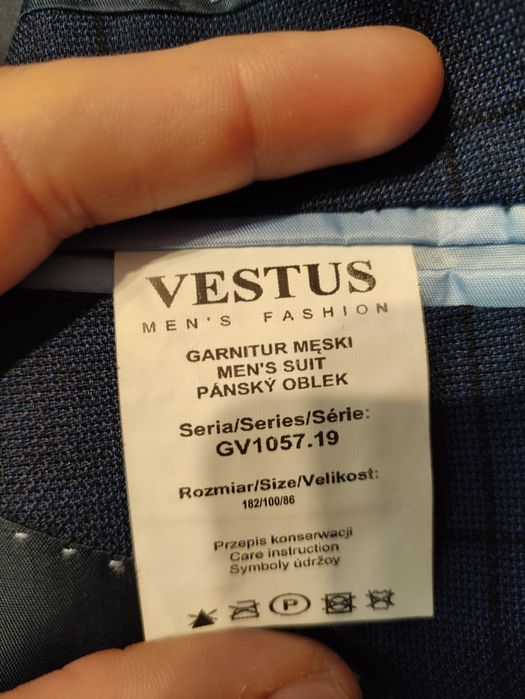 VESTUS
MEN'S FASHION
GARNITUR MĘSKI
MEN'S SUIT
PÁNSKÝ OBLEK
Seria/Series/Série:
GV1057.19
Rozmiar/Size/Velikost:
182/100/86
Przepis konserwacji
Care instruction
Symboly údržoy
P